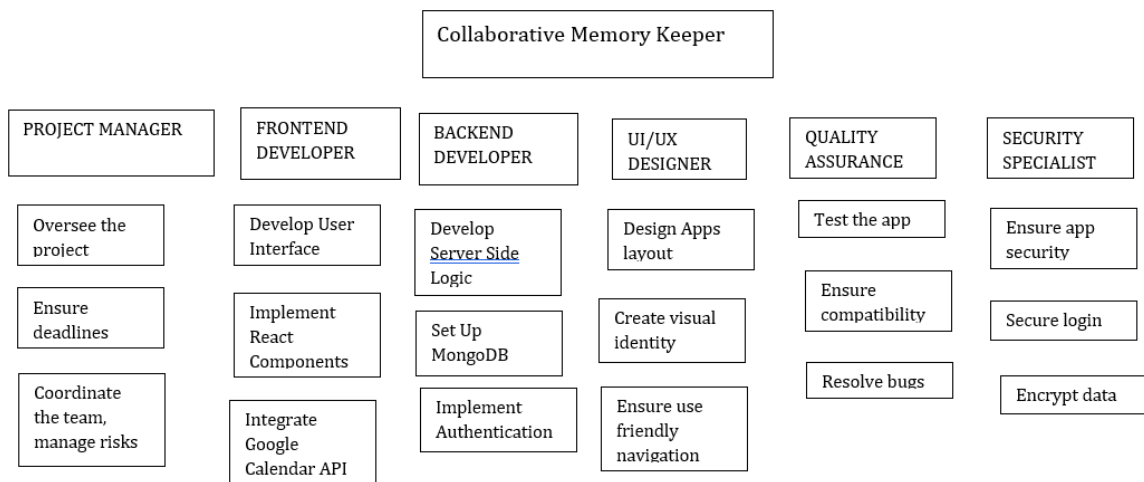 Collaborative Memory Keeper
PROJECT MANAGER
FRONTEND
DEVELOPER
BACKEND
DEVELOPER
UI/UX
DESIGNER
QUALITY
ASSURANCE
SECURITY
SPECIALIST
Oversee the
project
Ensure
deadlines
Coordinate
the team,
manage risks
Develop User
Interface
Implement
React
Components
Integrate
Google
Calendar API
Develop
Server Side
Logic
Set Up
MongoDB
Implement
Authentication
Design Apps
layout
Create visual
identity
Ensure use
friendly
navigation
Test the app
Ensure
compatibility
Resolve bugs
Ensure app
security
Secure login
Encrypt data